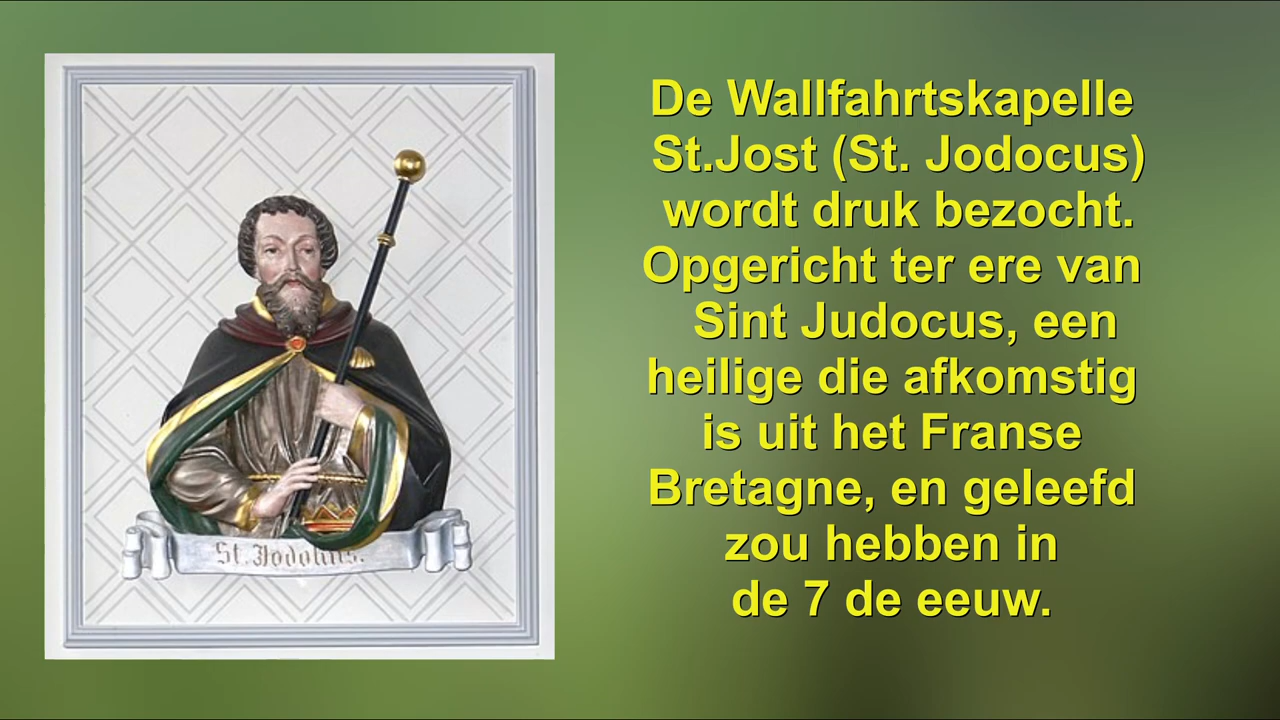 De Wallfahrtskapelle
St.Jost (St. Jodocus)
wordt druk bezocht.
Opgericht ter ere van
Sint Judocus, een
heilige die afkomstig
is uit het Franse
Bretagne, en geleefd
zou hebben in
de 7 de eeuw.
St.